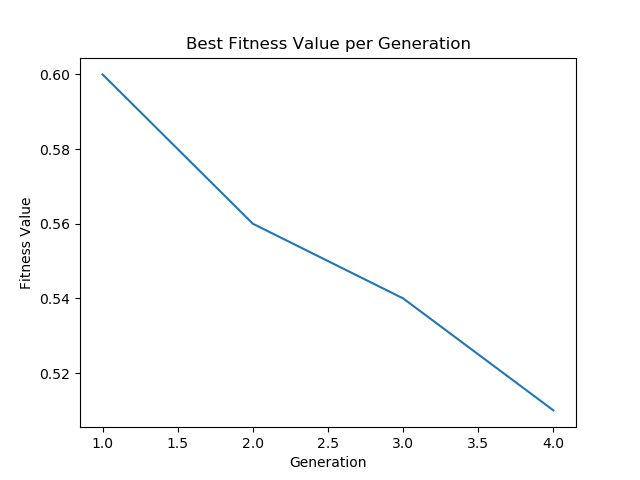 Best Fitness Value per Generation
0.60
0.58
0.56
0.54
0.52
Fitness Value
1.0 1.5 2.0 2.5 3.0 3.5 4.0
Generation